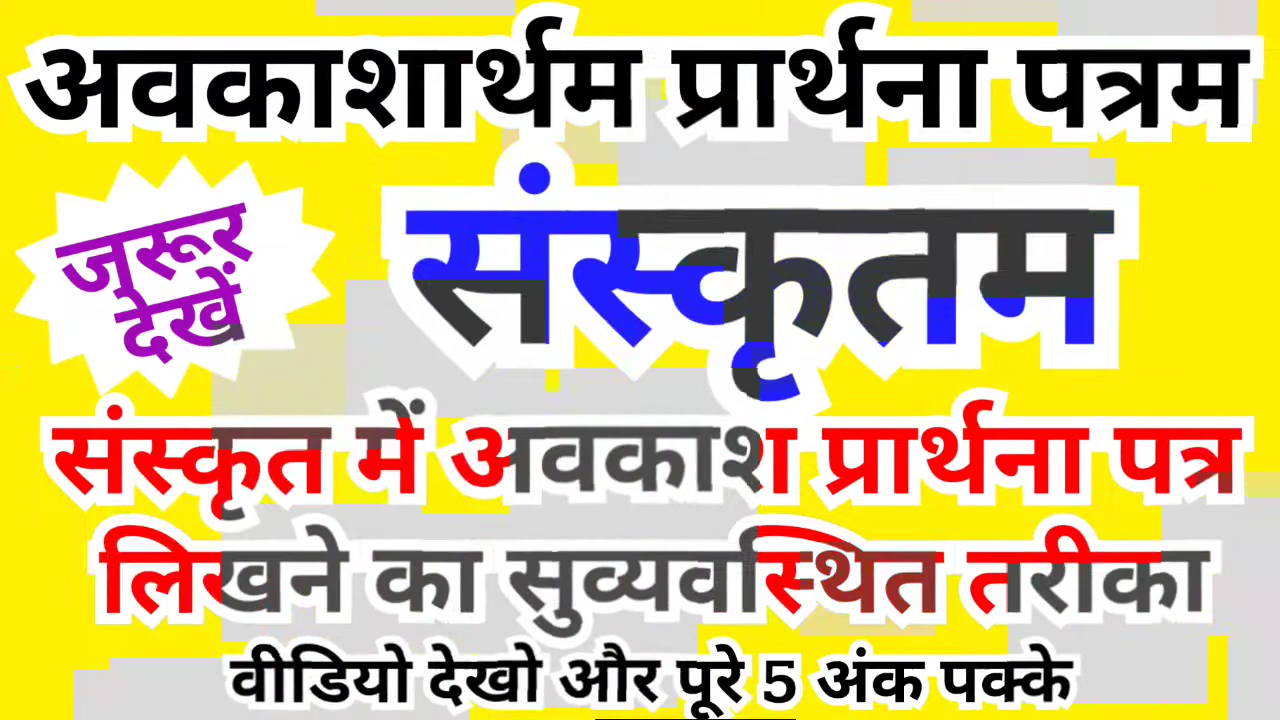 अवकाशार्थम प्रार्थना पत्रम
जरूर
देखें
संस्कृतम
संस्कृत में अवकाश प्रार्थना पत्र
लिखने का सुव्यवस्थित तरीका
वीडियो देखो और पूरे 5 अंक पक्के